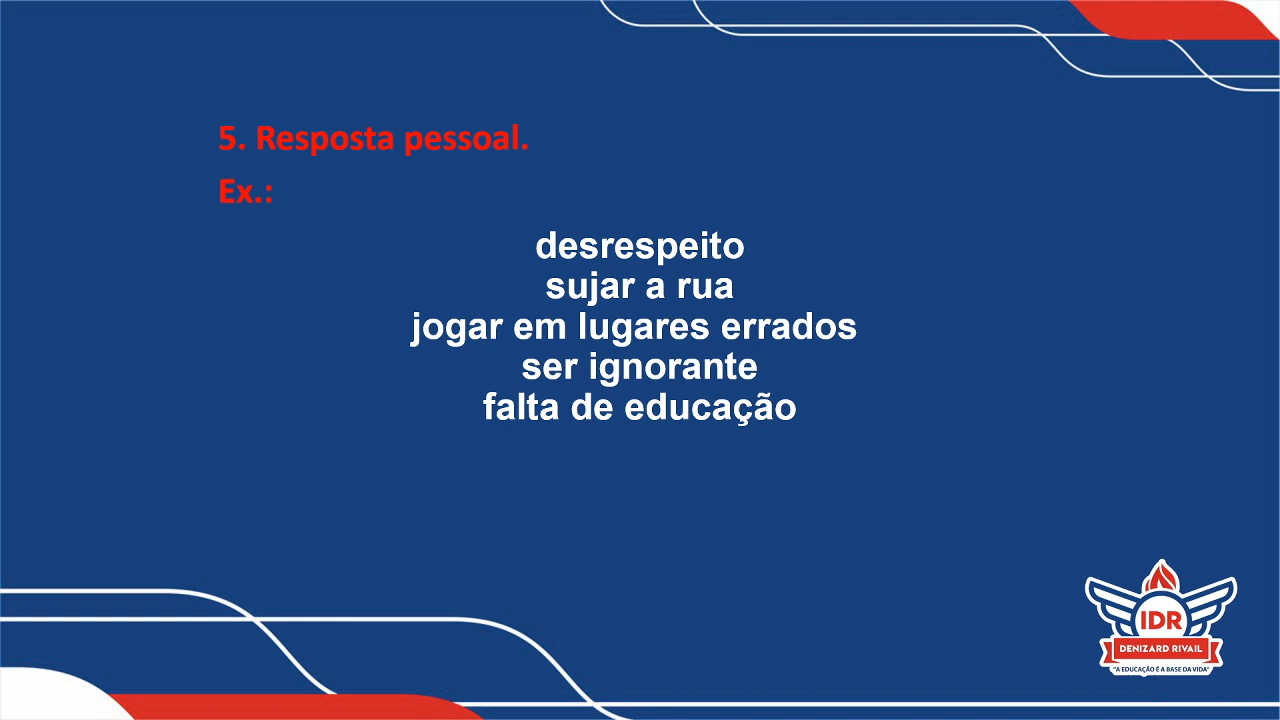 5. Resposta pessoal.
Ex.:
desrespeito
sujar a rua
jogar em lugares errados
ser ignorante
falta de educação
IDR
DENIZARD RIVAIL
"A EDUCAÇÃO É A BASE DA VIDA"